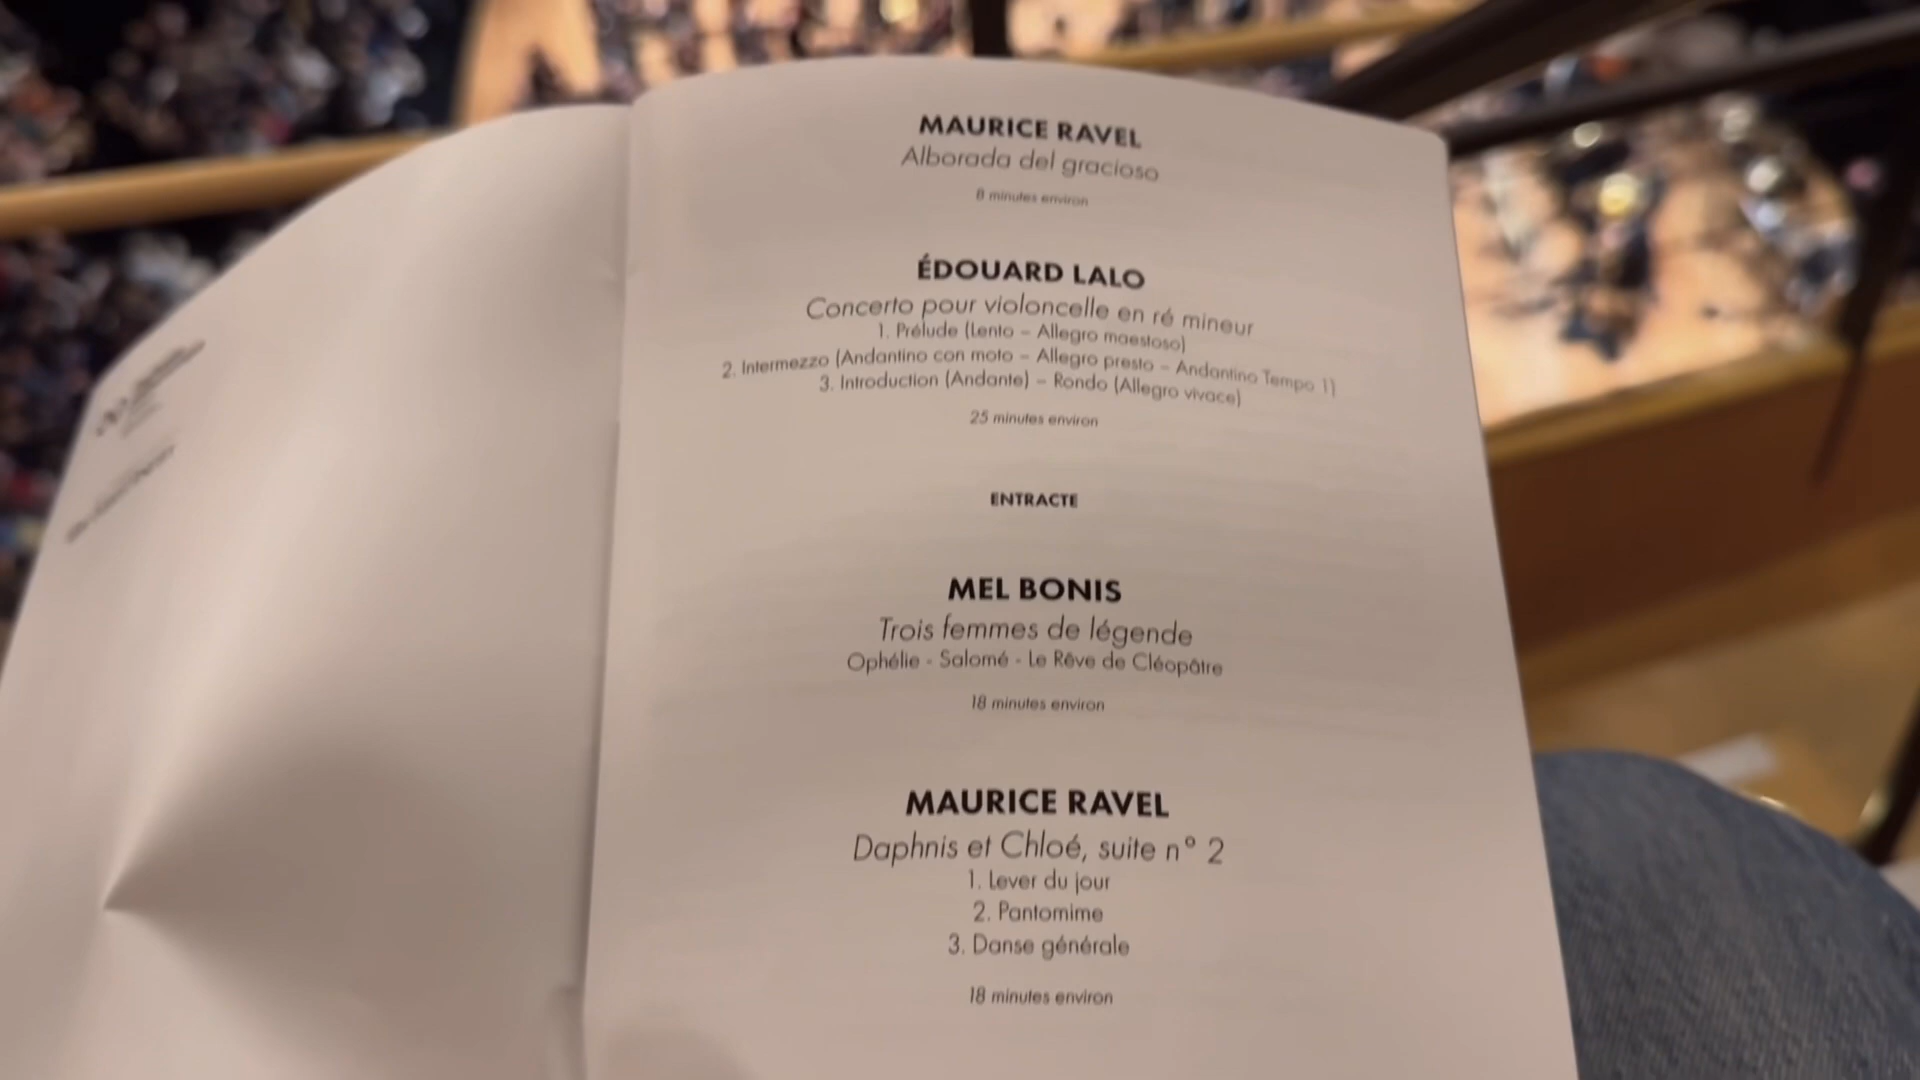 MAURICE RAVEL
Alborada del gracioso
8 minutes environ
ÉDOUARD LALO
Concerto pour violoncelle en ré mineur
1. Prélude (Lento – Allegro maestoso)
2. Intermezzo (Andantino con moto – Allegro presto – Andantino Tempo 1)
3. Introduction (Andante) – Rondo (Allegro vivace)
25 minutes environ
ENTRACTE
MEL BONIS
Trois femmes de légende
Ophélie - Salomé - Le Rêve de Cléopâtre
18 minutes environ
MAURICE RAVEL
Daphnis et Chloé, suite n° 2
1. Lever du jour
2. Pantomime
3. Danse générale
18 minutes environ